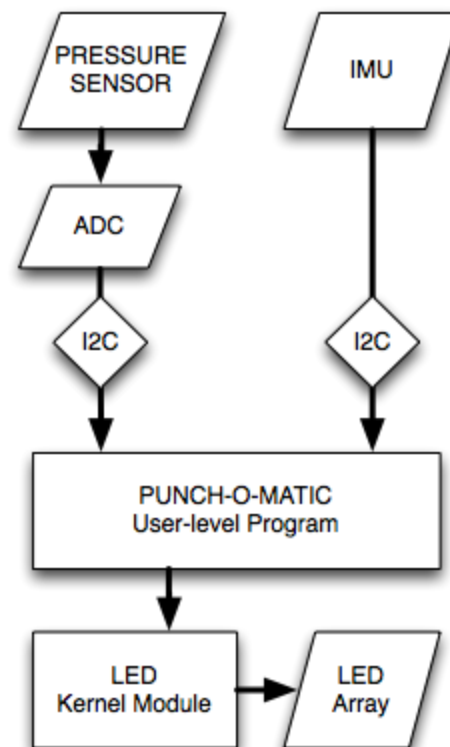 PRESSURE
SENSOR
IMU
ADC
I2C
I2C
PUNCH-O-MATIC
User-level Program
LED
Kernel Module
LED
Array